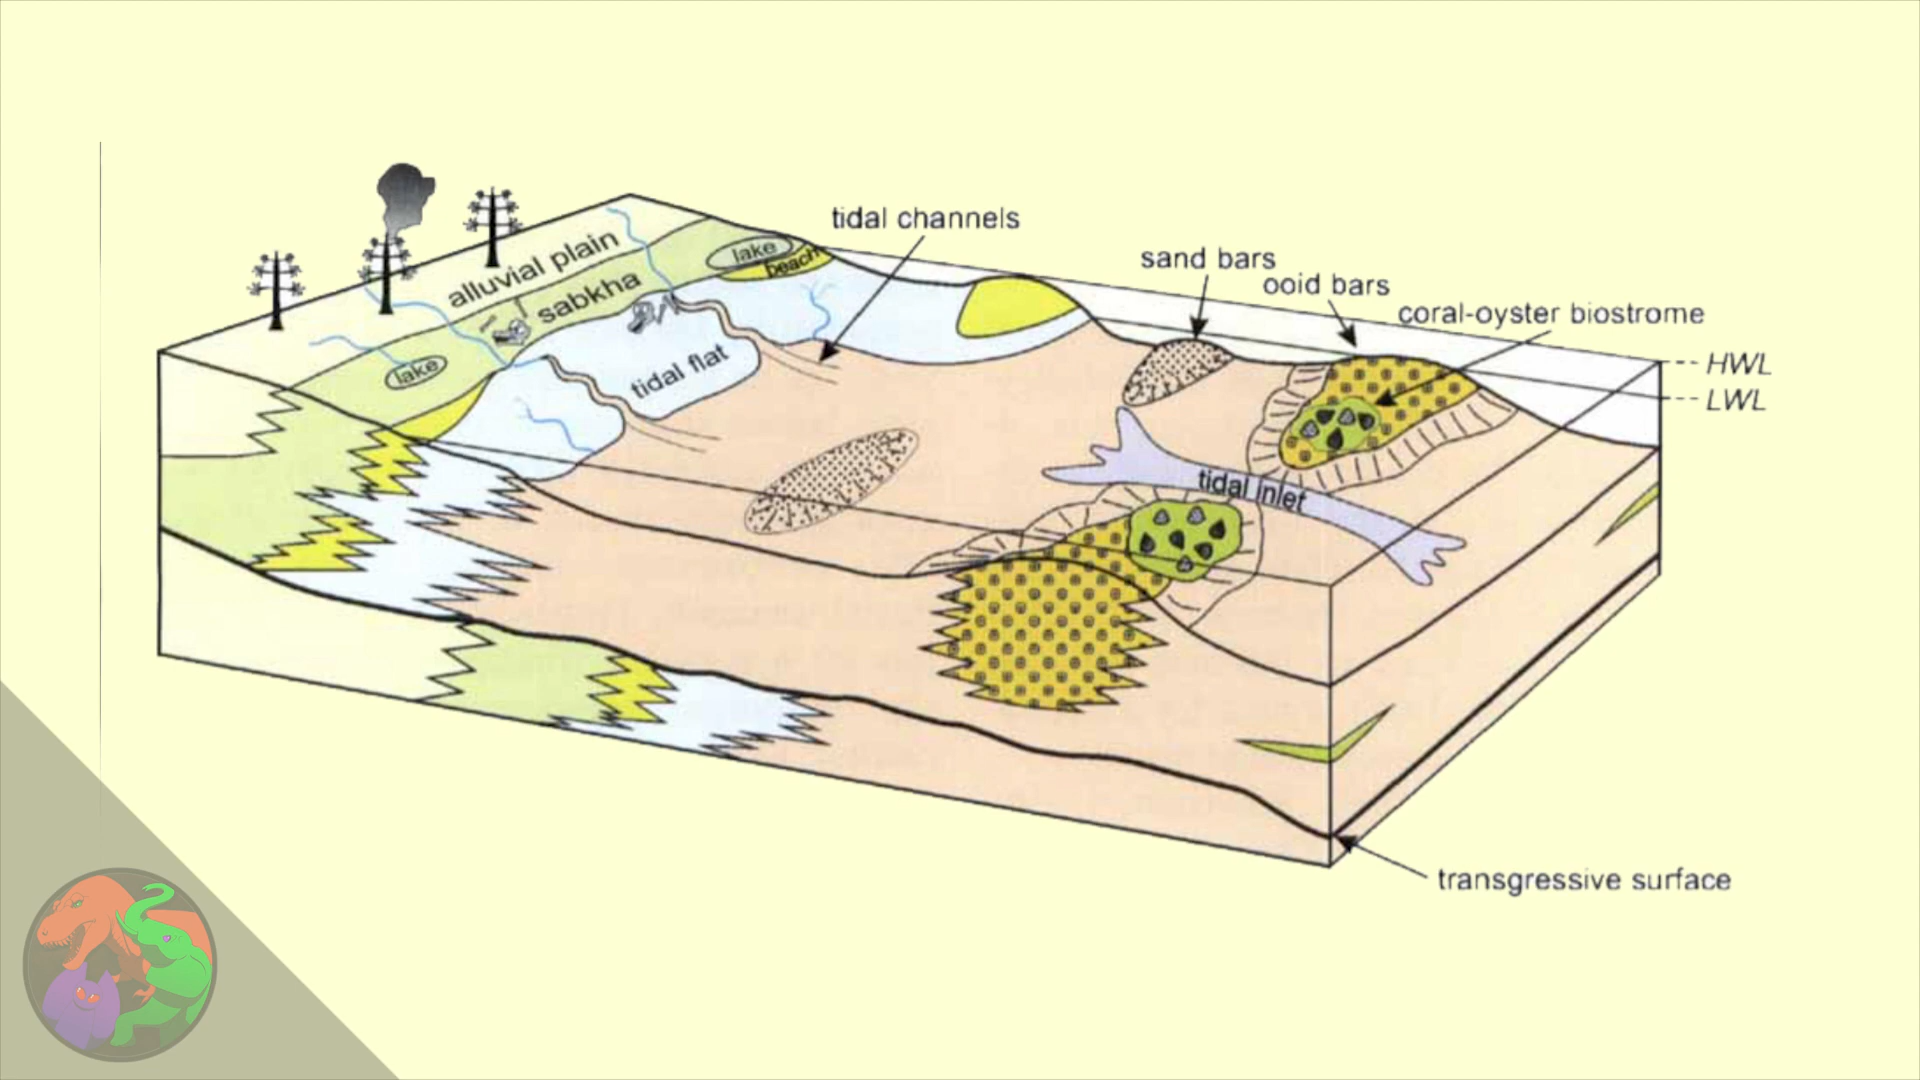 tidal channels
sand bars
ooid bars
coral-oyster biostrome
HWL
LWL
alluvial plain
sabkha
lake
beach
lake
tidal flat
tidal inlet
transgressive surface